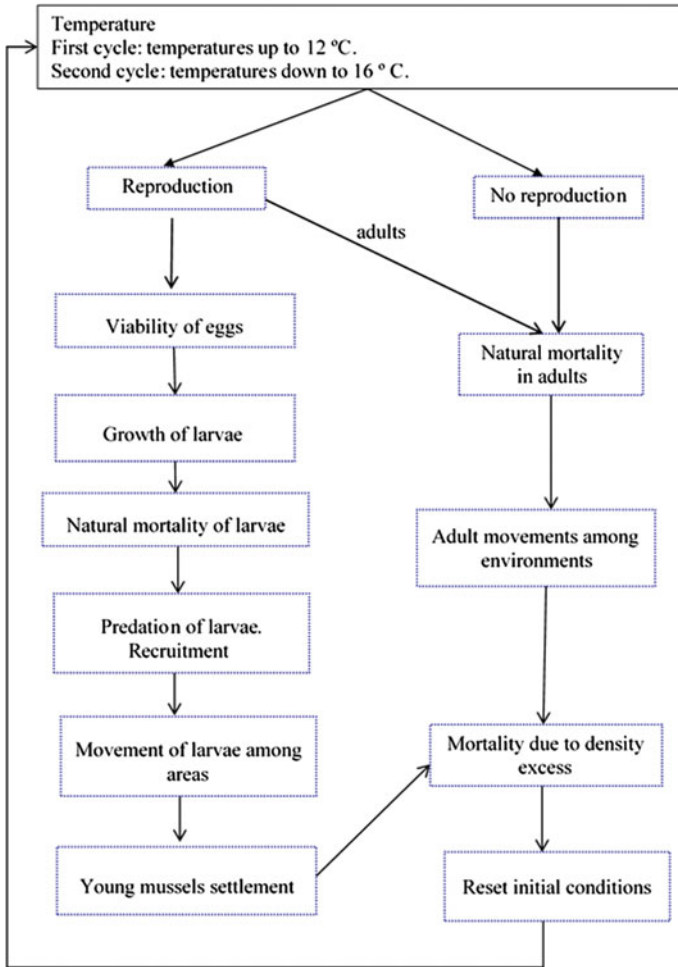 Temperature
First cycle: temperatures up to 12 ºC.
Second cycle: temperatures down to 16 º C.
Reproduction
No reproduction
adults
Viability of eggs
Natural mortality
in adults
Growth of larvae
Natural mortality of larvae
Adult movements among
environments
Predation of larvae.
Recruitment
Movement of larvae among
areas
Mortality due to density
excess
Young mussels settlement
Reset initial conditions